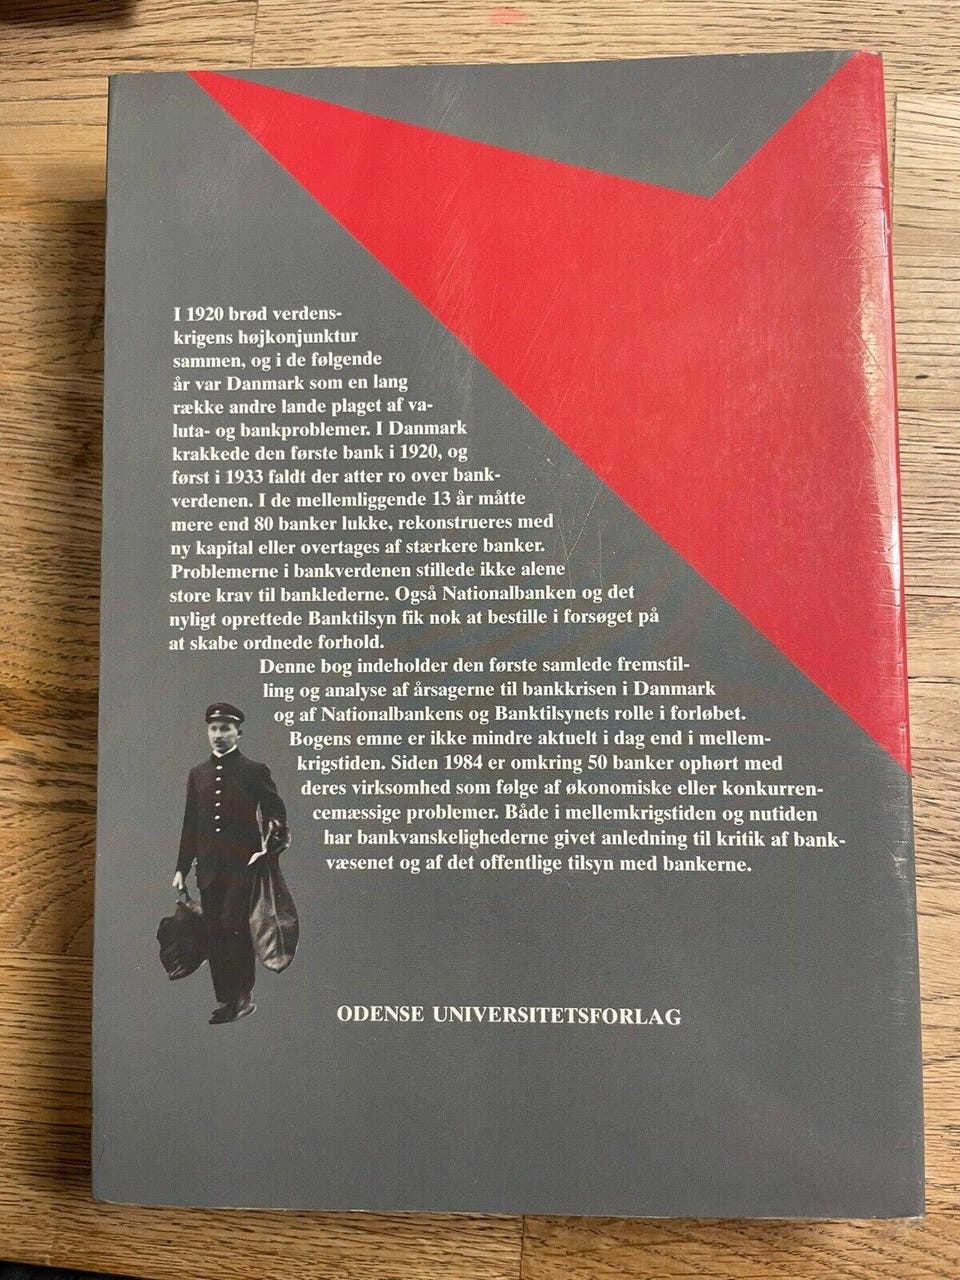 I 1920 brød verdens-
krigens højkonjunktur
sammen, og i de følgende
år var Danmark som en lang
række andre lande plaget af va-
luta- og bankproblemer. I Danmark
krakkede den første bank i 1920, og
først i 1933 faldt der atter ro over bank-
verdenen. I de mellemliggende 13 år måtte
mere end 80 banker lukke, rekonstrueres med
ny kapital eller overtages af stærkere banker.
Problemerne i bankverdenen stillede ikke alene
store krav til banklederne. Også Nationalbanken og det
nyligt oprettede Banktilsyn fik nok at bestille i forsøget på
at skabe ordnede forhold.
Denne bog indeholder den første samlede fremstil-
ling og analyse af årsagerne til bankkrisen i Danmark
og af Nationalbankens og Banktilsynets rolle i forløbet.
Bogens emne er ikke mindre aktuelt i dag end i mellem-
krigstiden. Siden 1984 er omkring 50 banker ophørt med
deres virksomhed som følge af økonomiske eller konkurren-
cemæssige problemer. Både i mellemkrigstiden og nutiden
har bankvanskelighederne givet anledning til kritik af bank-
væsenet og af det offentlige tilsyn med bankerne.
ODENSE UNIVERSITETSFORLAG